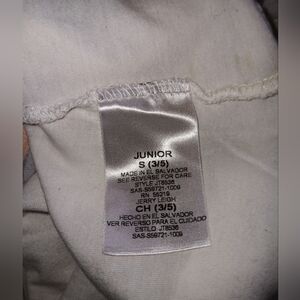 JUNIOR
S (3/5)
MADE IN EL SALVADOR
SEE REVERSE FOR CARE
STYLE JT8536
SAS-S59721-1009
RN 55219
JERRY LEIGH
CH (3/5)
HECHO EN EL SALVADOR
VER REVERSO PARA EL CUIDADO
ESTILO JT8536
SAS-S59721-1009